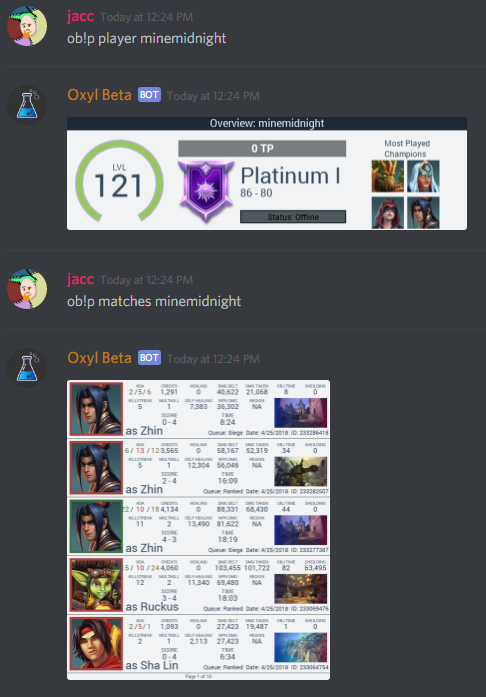 jacc Today at 12:24 PM
ob!p player minemidnight
Oxyl Beta BOT Today at 12:24 PM
Overview: minemidnight
LVL
121
0 TP
Platinum I
86 - 80
Status: Offline
Most Played
Champions
jacc Today at 12:24 PM
ob!p matches minemidnight
Oxyl Beta BOT Today at 12:24 PM
KDA CREDITS HEALING DMG DELT DMG TAKEN OBJ TIME SHIELDING
2/5/6 1,291 0 40,622 21,068 8 0
KILLSTREAK MULTIKILL SELF HEALING WPN DMG REGION
5 1 7,383 36,302 NA
SCORE TIME
0 - 4 8:24
as Zhin
Queue: Siege Date: 4/25/2018 ID: 233286418
KDA CREDITS HEALING DMG DELT DMG TAKEN OBJ TIME SHIELDING
6 / 13 / 12 3,565 0 58,167 52,319 34 0
KILLSTREAK MULTIKILL SELF HEALING WPN DMG REGION
5 1 12,304 56,046 NA
SCORE TIME
2 - 4 16:09
as Zhin
Queue: Ranked Date: 4/25/2018 ID: 233282507
KDA CREDITS HEALING DMG DELT DMG TAKEN OBJ TIME SHIELDING
22 / 10 / 18 4,134 0 88,331 68,430 44 0
KILLSTREAK MULTIKILL SELF HEALING WPN DMG REGION
11 2 13,490 81,622 NA
SCORE TIME
4 - 3 18:19
as Zhin
Queue: Siege Date: 4/25/2018 ID: 233277387
KDA CREDITS HEALING DMG DELT DMG TAKEN OBJ TIME SHIELDING
5 / 10 / 24 4,060 0 103,455 101,722 82 63,495
KILLSTREAK MULTIKILL SELF HEALING WPN DMG REGION
12 2 11,340 69,480 NA
SCORE TIME
3 - 4 18:03
as Ruckus
Queue: Ranked Date: 4/25/2018 ID: 233069476
KDA CREDITS HEALING DMG DELT DMG TAKEN OBJ TIME SHIELDING
2/5/1 1,093 0 27,423 19,487 1 0
KILLSTREAK MULTIKILL SELF HEALING WPN DMG REGION
2 1 2,113 27,423 NA
SCORE TIME
0 - 4 6:34
as Sha Lin
Queue: Ranked Date: 4/25/2018 ID: 233064754
Page 1 of 10